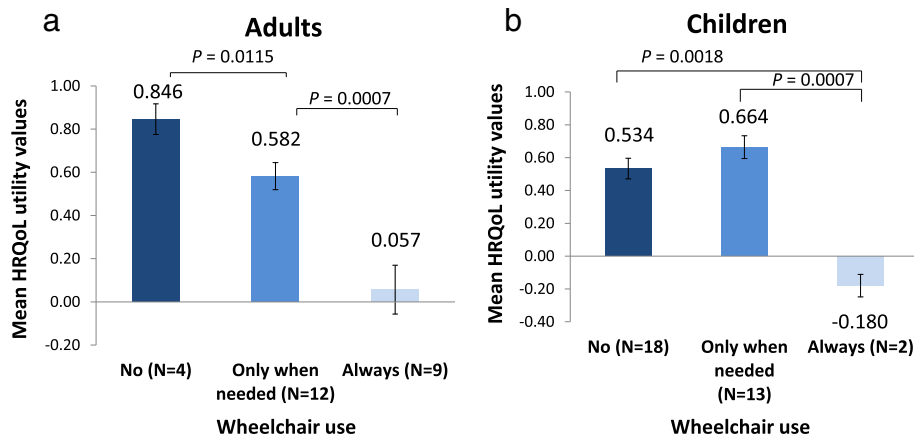 a
Adults
P = 0.0115
P = 0.0007
Mean HRQoL utility values
1.00
0.80
0.60
0.40
0.20
0.00
-0.20
0.846
0.582
0.057
No (N=4)
Only when
needed (N=12)
Always (N=9)
Wheelchair use
b
Children
P = 0.0018
P = 0.0007
Mean HRQoL utility values
1.00
0.80
0.60
0.40
0.20
0.00
-0.20
-0.40
0.534
0.664
-0.180
No (N=18)
Only when
needed
(N=13)
Always (N=2)
Wheelchair use